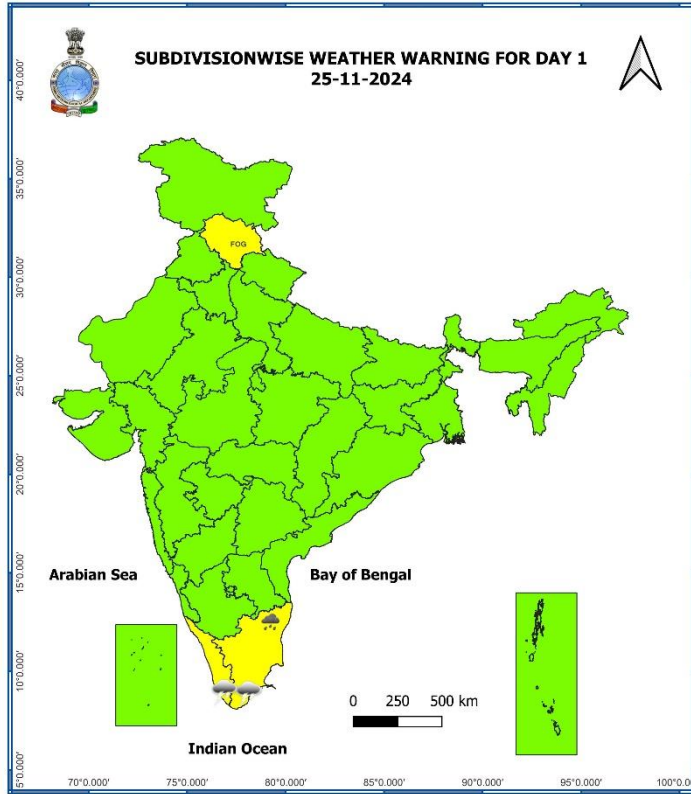 SUBDIVISIONWISE WEATHER WARNING FOR DAY 1
25-11-2024
40°0.000'
35°0.000'
30°0.000'
25°0.000'
20°0.000'
15°0.000'
10°0.000'
5°0.000'
FOG
Arabian Sea
Bay of Bengal
0 250 500 km
Indian Ocean
70°0.000' 75°0.000' 80°0.000' 85°0.000' 90°0.000' 95°0.000' 100°0.000'